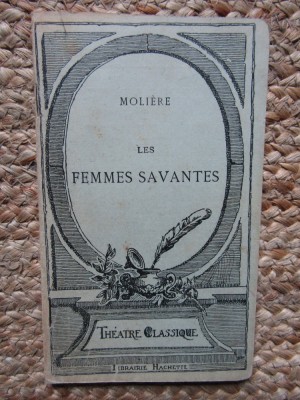 MOLIÈRE
LES
FEMMES SAVANTES
THÉATRE CLASSIQUE
LIBRAIRIE HACHETTE